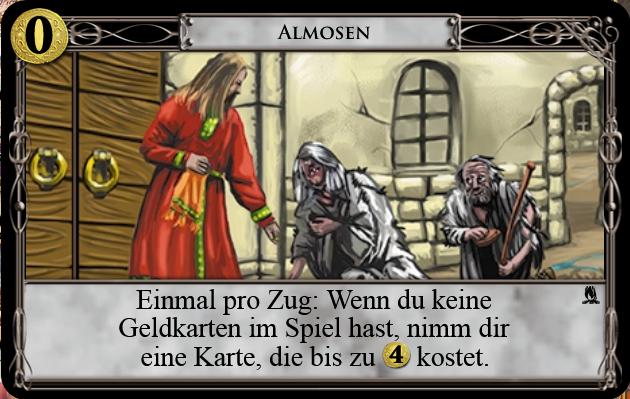 0
ALMOSEN
Einmal pro Zug: Wenn du keine
Geldkarten im Spiel hast, nimm dir
eine Karte, die bis zu 4 kostet.